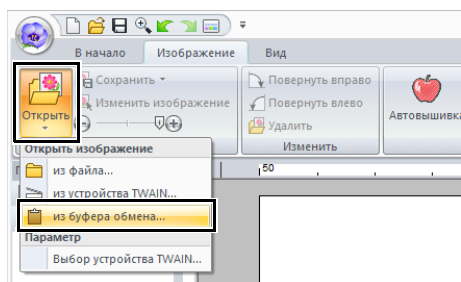 В начало Изображение Вид
Открыть
Сохранить
Изменить изображение
Повернуть вправо
Повернуть влево
Удалить
Изменить
Автовышивка
Открыть изображение
из файла...
из устройства TWAIN...
из буфера обмена...
Параметр
Выбор устройства TWAIN...
50